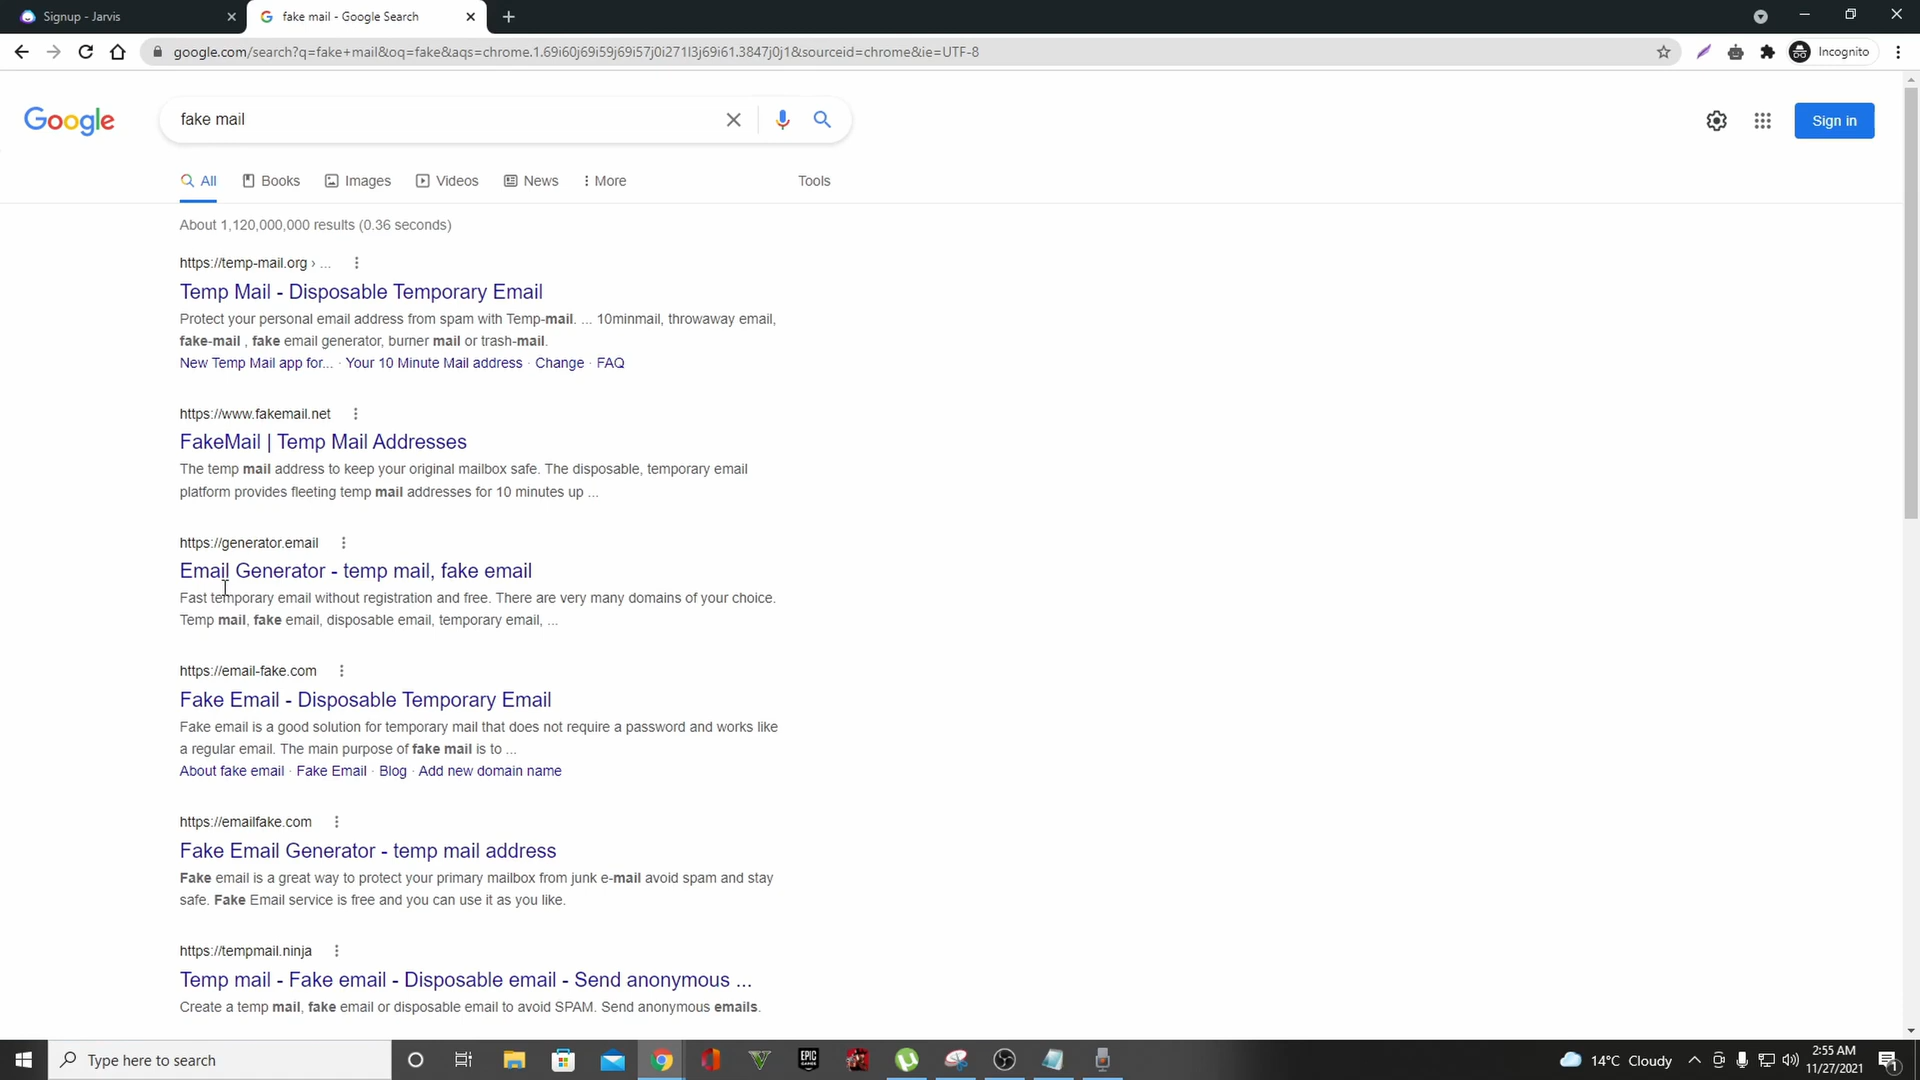 Signup - Jarvis
fake mail - Google Search
google.com/search?q=fake+mail&oq=fake&aqs=chrome.1.69i60j69i59j69i57j0i271l3j69i61.3847j0j1&sourceid=chrome&ie=UTF-8
Incognito
Google
fake mail
Sign in
All
Books
Images
Videos
News
More
Tools
About 1,120,000,000 results (0.36 seconds)
https://temp-mail.org › ...
Temp Mail - Disposable Temporary Email
Protect your personal email address from spam with Temp-mail. ... 10minmail, throwaway email,
fake-mail , fake email generator, burner mail or trash-mail.
New Temp Mail app for... · Your 10 Minute Mail address · Change · FAQ
https://www.fakemail.net
FakeMail | Temp Mail Addresses
The temp mail address to keep your original mailbox safe. The disposable, temporary email
platform provides fleeting temp mail addresses for 10 minutes up ...
https://generator.email
Email Generator - temp mail, fake email
Fast temporary email without registration and free. There are very many domains of your choice.
Temp mail, fake email, disposable email, temporary email, ...
https://email-fake.com
Fake Email - Disposable Temporary Email
Fake email is a good solution for temporary mail that does not require a password and works like
a regular email. The main purpose of fake mail is to ...
About fake email · Fake Email · Blog · Add new domain name
https://emailfake.com
Fake Email Generator - temp mail address
Fake email is a great way to protect your primary mailbox from junk e-mail avoid spam and stay
safe. Fake Email service is free and you can use it as you like.
https://tempmail.ninja
Temp mail - Fake email - Disposable email - Send anonymous ...
Create a temp mail, fake email or disposable email to avoid SPAM. Send anonymous emails.
Type here to search
EPIC GAMES
14°C Cloudy
2:55 AM
11/27/2021
1